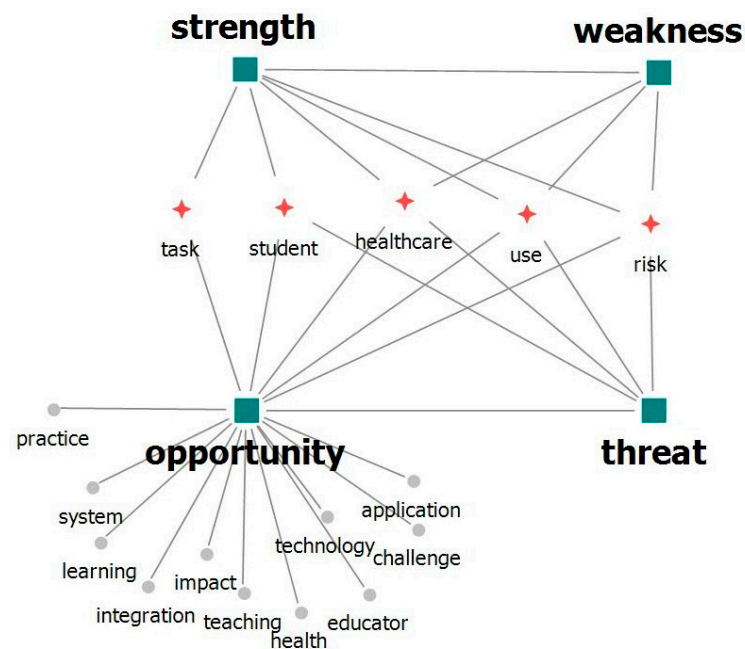 strength
weakness
task
student
healthcare
use
risk
practice
opportunity
threat
system
application
technology
challenge
learning
impact
integration
teaching
educator
health